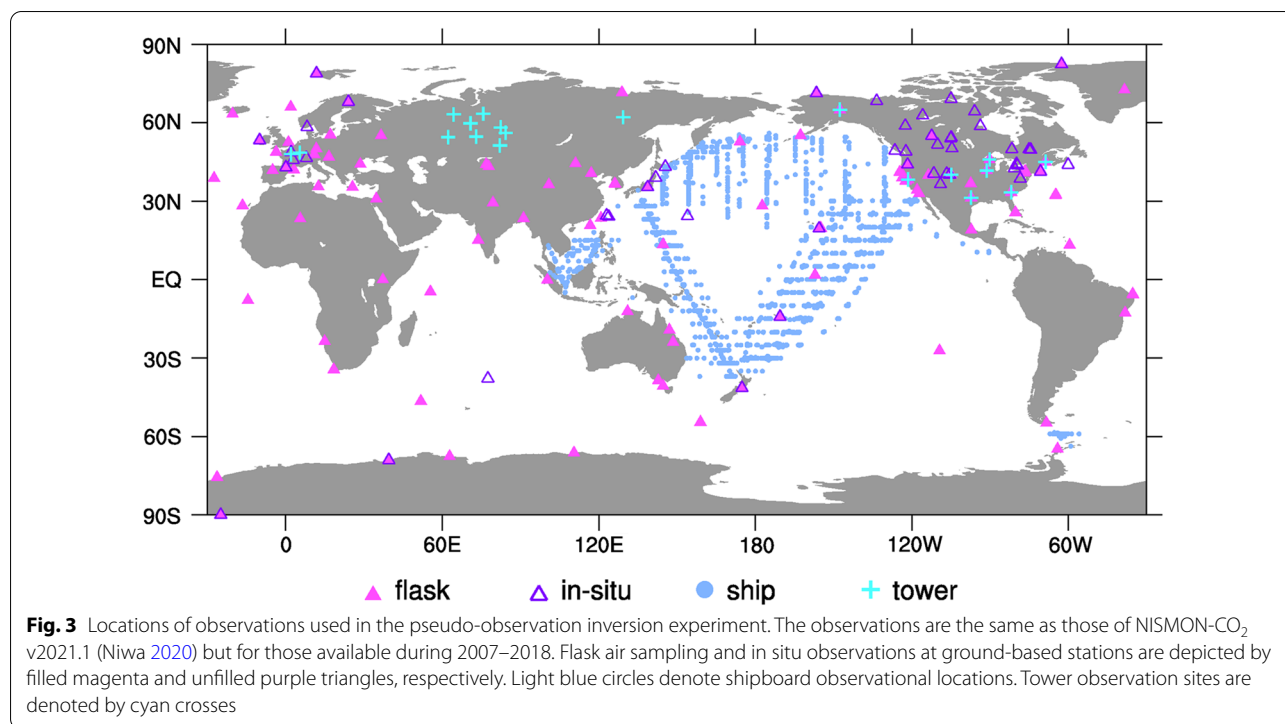 90N
60N
30N
EQ
30S
60S
90S
0 60E 120E 180 120W 60W
flask in-situ ship tower
Fig. 3 Locations of observations used in the pseudo-observation inversion experiment. The observations are the same as those of NISMON-CO₂
v2021.1 (Niwa 2020) but for those available during 2007–2018. Flask air sampling and in situ observations at ground-based stations are depicted by
filled magenta and unfilled purple triangles, respectively. Light blue circles denote shipboard observational locations. Tower observation sites are
denoted by cyan crosses